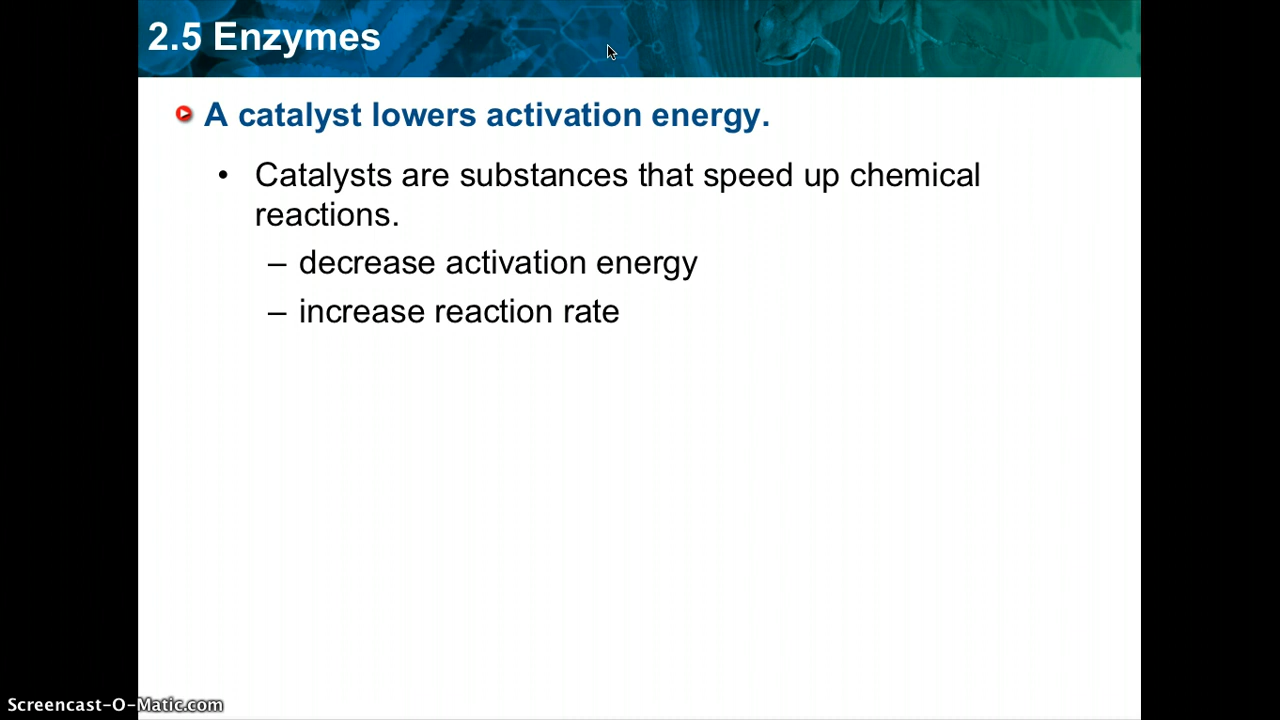 2.5 Enzymes
A catalyst lowers activation energy.
• Catalysts are substances that speed up chemical
reactions.
– decrease activation energy
– increase reaction rate
Screencast-O-Matic.com